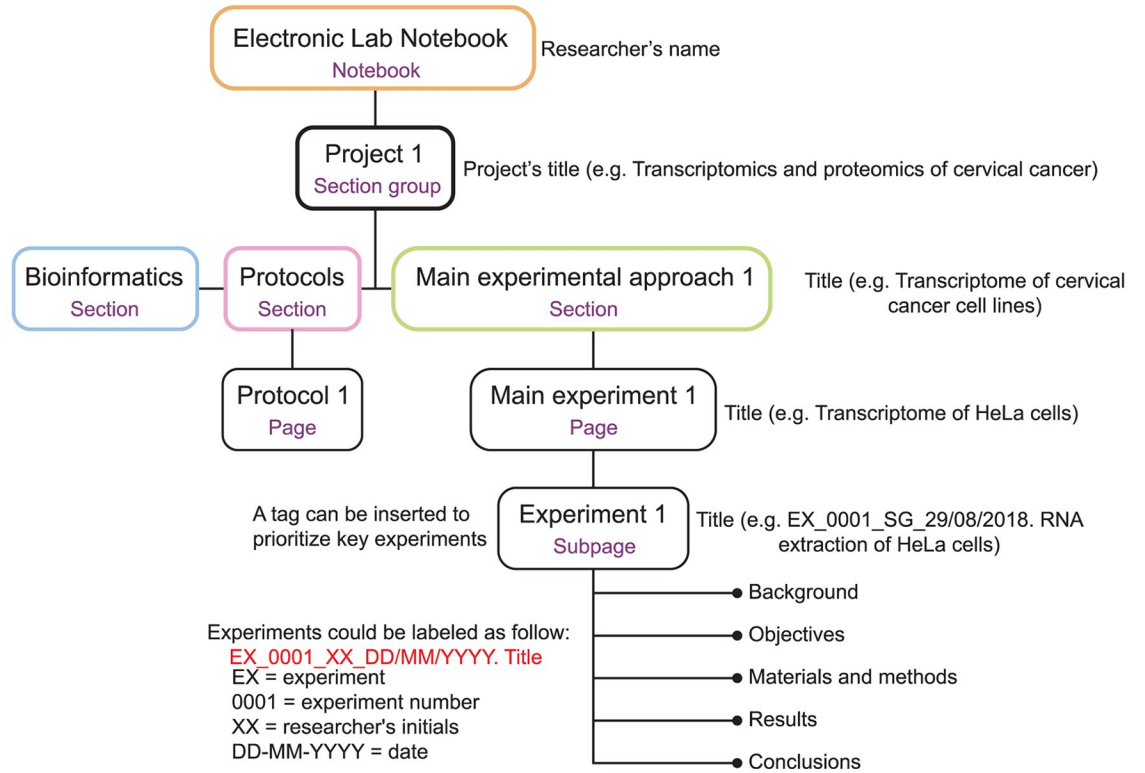 Electronic Lab Notebook
Notebook
Researcher's name
Project 1
Section group
Project's title (e.g. Transcriptomics and proteomics of cervical cancer)
Bioinformatics
Section
Protocols
Section
Main experimental approach 1
Section
Title (e.g. Transcriptome of cervical
cancer cell lines)
Protocol 1
Page
Main experiment 1
Page
Title (e.g. Transcriptome of HeLa cells)
A tag can be inserted to
prioritize key experiments
Experiment 1
Subpage
Title (e.g. EX_0001_SG_29/08/2018. RNA
extraction of HeLa cells)
Background
Objectives
Materials and methods
Results
Conclusions
Experiments could be labeled as follow:
EX_0001_XX_DD/MM/YYYY. Title
EX = experiment
0001 = experiment number
XX = researcher's initials
DD-MM-YYYY = date